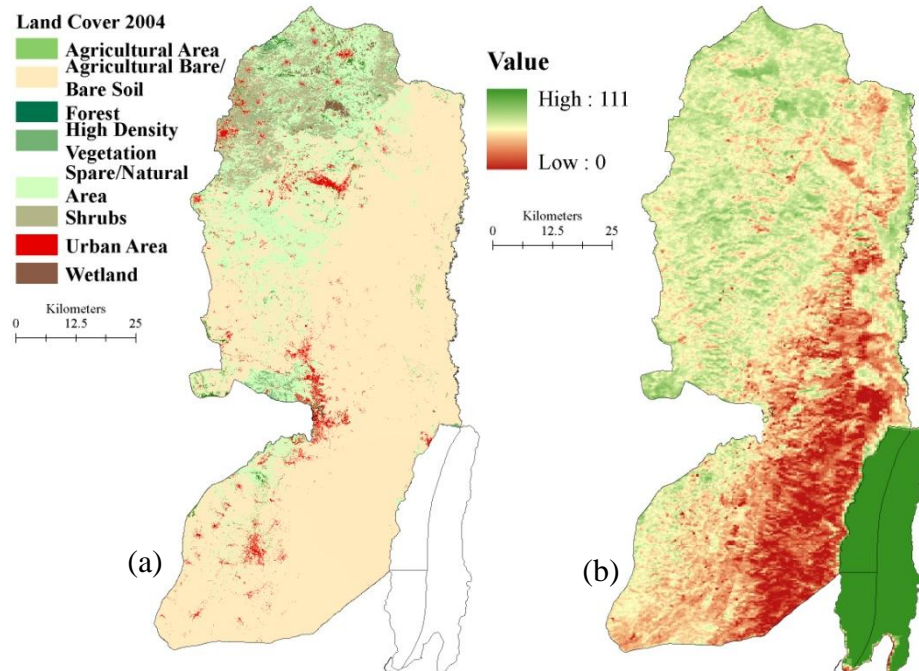 Land Cover 2004
Agricultural Area
Agricultural Bare/
Bare Soil
Forest
High Density
Vegetation
Spare/Natural
Area
Shrubs
Urban Area
Wetland
Kilometers
0 12.5 25
(a)
Value
High : 111
Low : 0
Kilometers
0 12.5 25
(b)